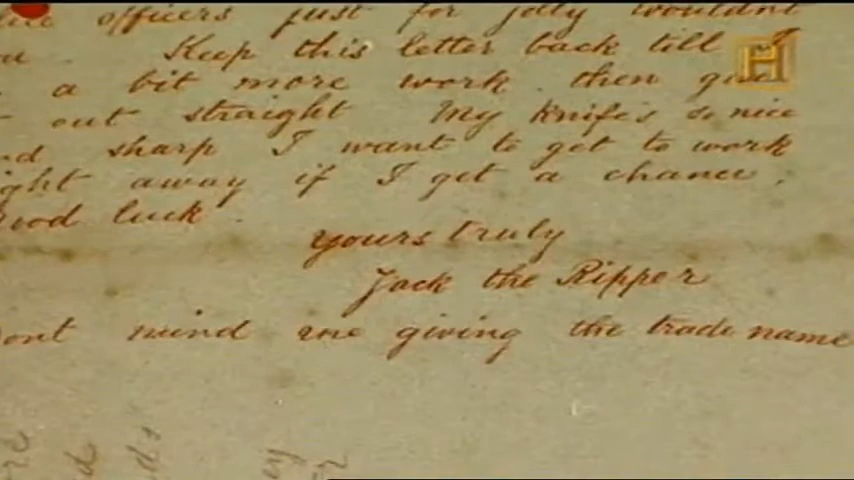 officers just for jolly wouldn't
. Keep this letter back till I
a bit more work. then
out straight My knife's so nice
sharp I want to get to work
away if I get a chance.
good luck.
yours truly
Jack the Ripper
mind me giving the trade name
H